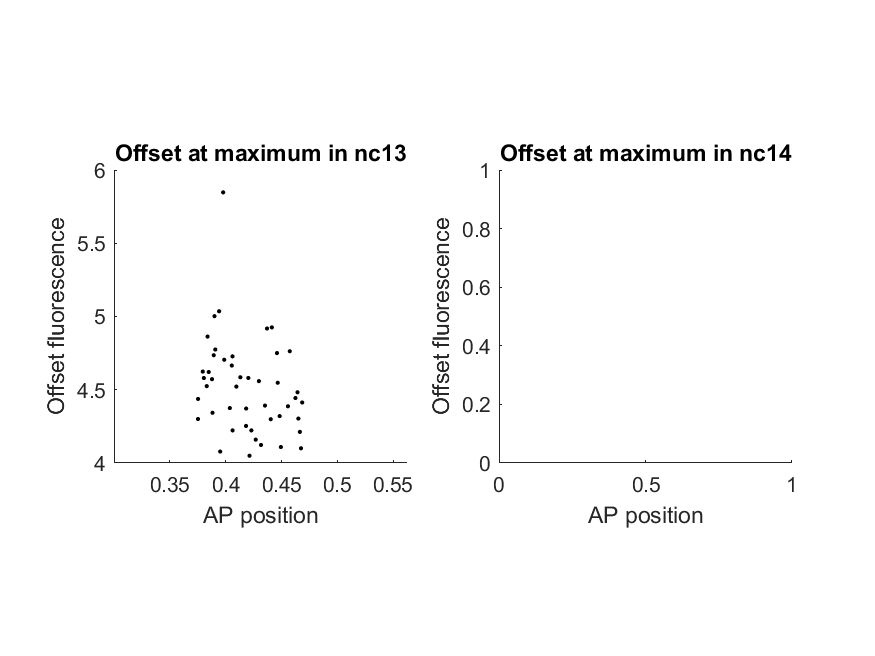 Offset at maximum in nc13
6
5.5
5
4.5
4
Offset fluorescence
0.35 0.4 0.45 0.5 0.55
AP position
Offset at maximum in nc14
1
0.8
0.6
0.4
0.2
0
Offset fluorescence
0 0.5 1
AP position